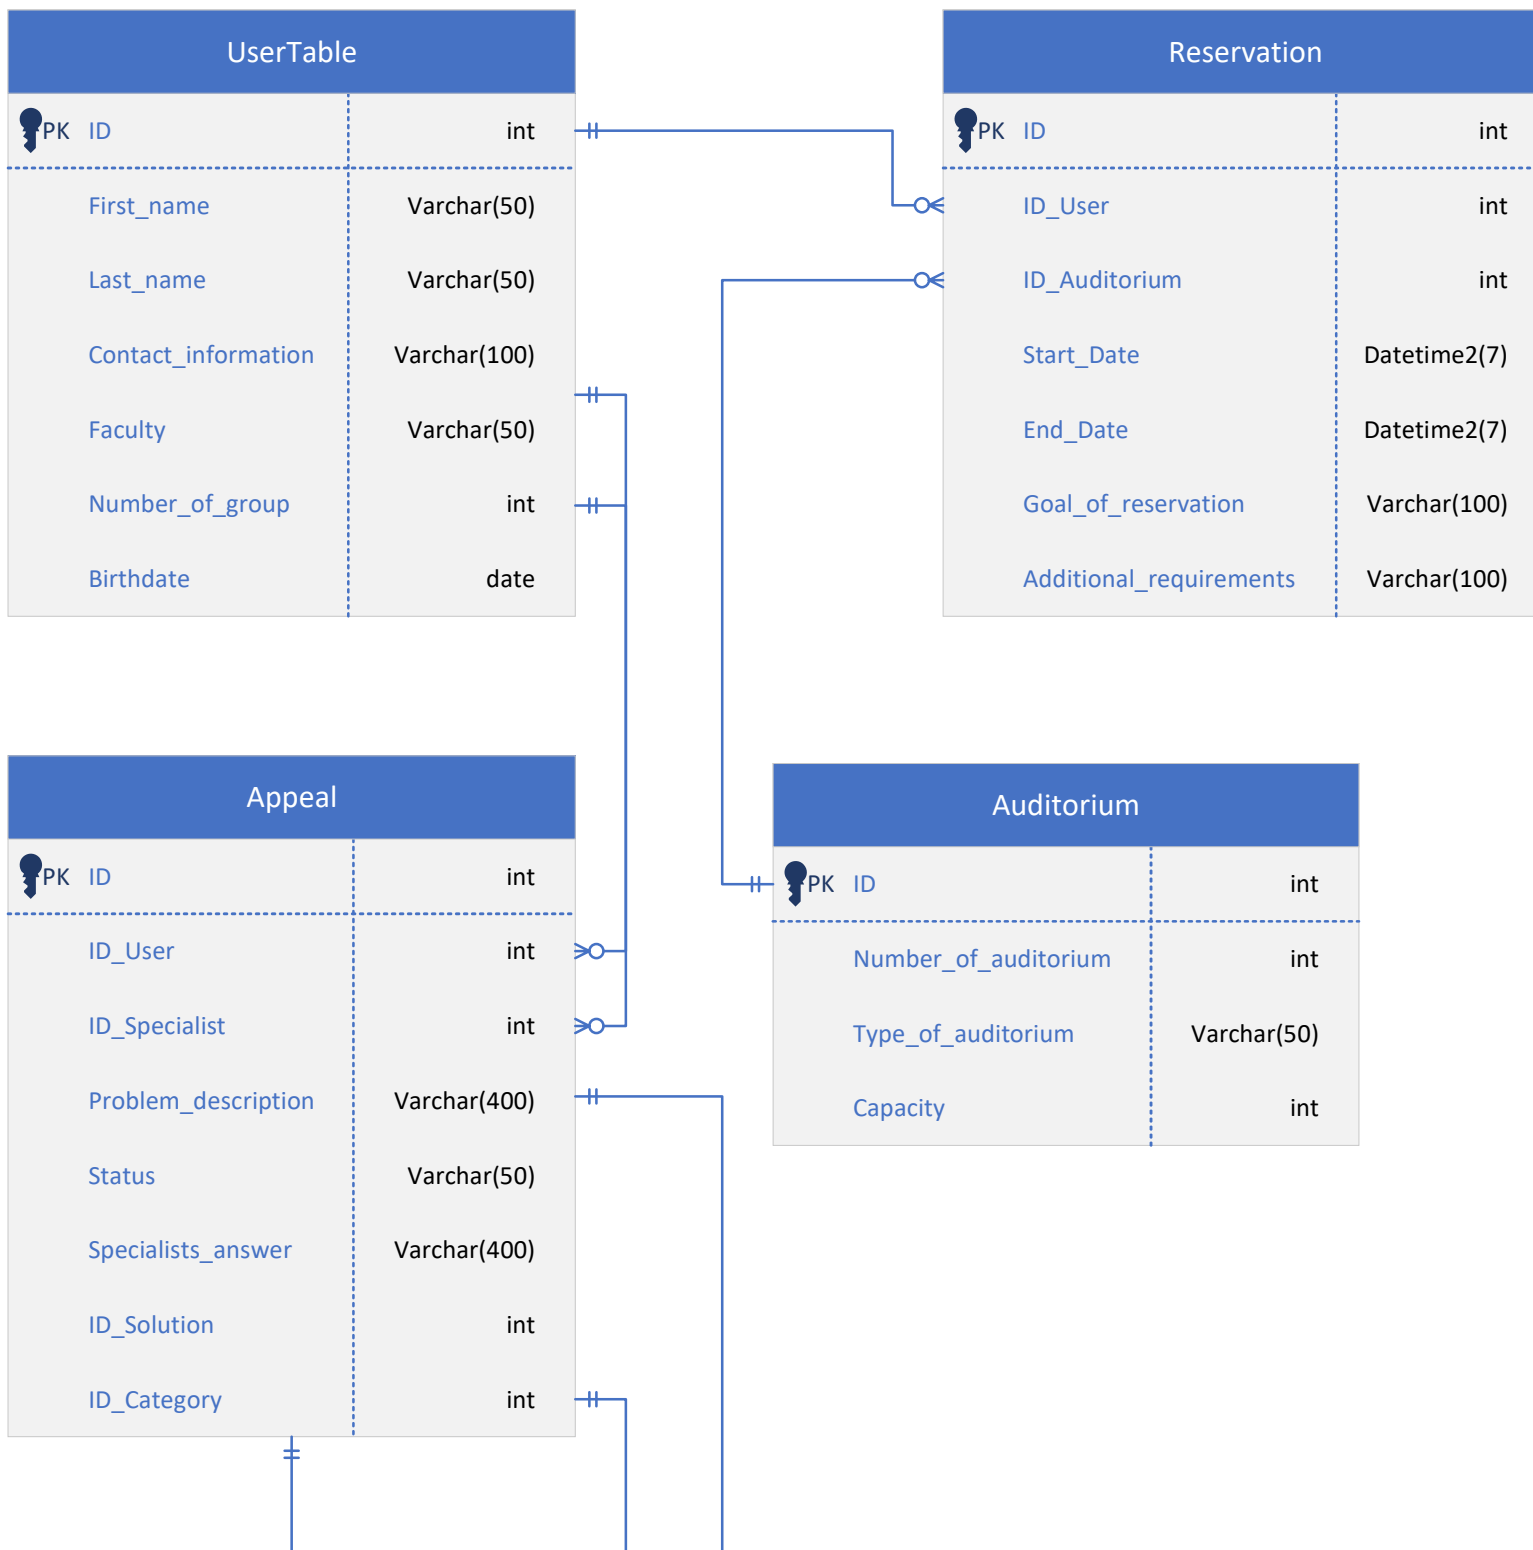 UserTable
PK ID int
First_name Varchar(50)
Last_name Varchar(50)
Contact_information Varchar(100)
Faculty Varchar(50)
Number_of_group int
Birthdate date
Reservation
PK ID int
ID_User int
ID_Auditorium int
Start_Date Datetime2(7)
End_Date Datetime2(7)
Goal_of_reservation Varchar(100)
Additional_requirements Varchar(100)
Appeal
PK ID int
ID_User int
ID_Specialist int
Problem_description Varchar(400)
Status Varchar(50)
Specialists_answer Varchar(400)
ID_Solution int
ID_Category int
Auditorium
PK ID int
Number_of_auditorium int
Type_of_auditorium Varchar(50)
Capacity int